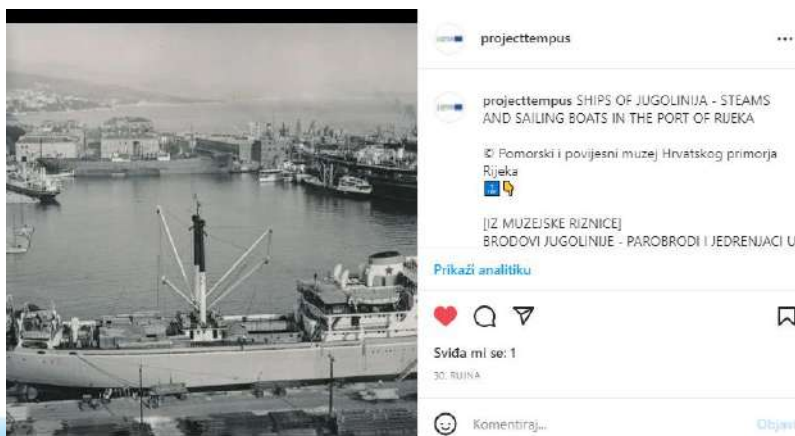 projecttempus
projecttempus SHIPS OF JUGOLINIJA - STEAMS
AND SAILING BOATS IN THE PORT OF RIJEKA
© Pomorski i povijesni muzej Hrvatskog primorja
Rijeka
[IZ MUZEJSKE RIZNICE]
BRODOVI JUGOLINIJE - PAROBRODI I JEDRENJACI U
Prikaži analitiku
Sviđa mi se: 1
30. RUJNA
Komentiraj...
Objavi